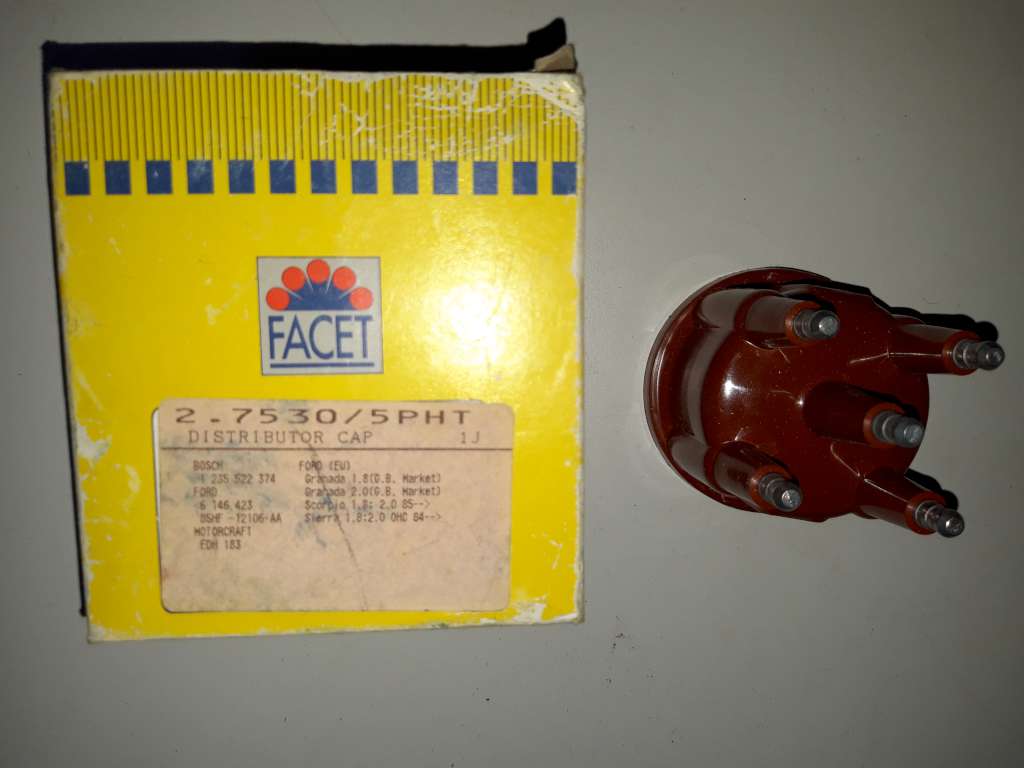 FACET
2.7530/5PHT
DISTRIBUTOR CAP 1J
BOSCH FORD (EU)
1 235 522 374 Granada 1.8(G.B. Market)
FORD Granada 2.0(G.B. Market)
6 146 423 Scorpio 1.8: 2.0 85-->
85HF -12106-AA Sierra 1.8:2.0 OHC 84-->
MOTORCRAFT
EDH 183